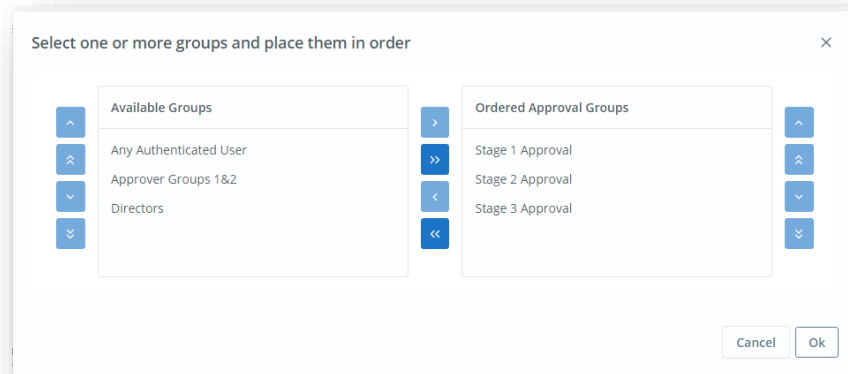 Select one or more groups and place them in order
Available Groups
Any Authenticated User
Approver Groups 1&2
Directors
Ordered Approval Groups
Stage 1 Approval
Stage 2 Approval
Stage 3 Approval
Cancel
Ok